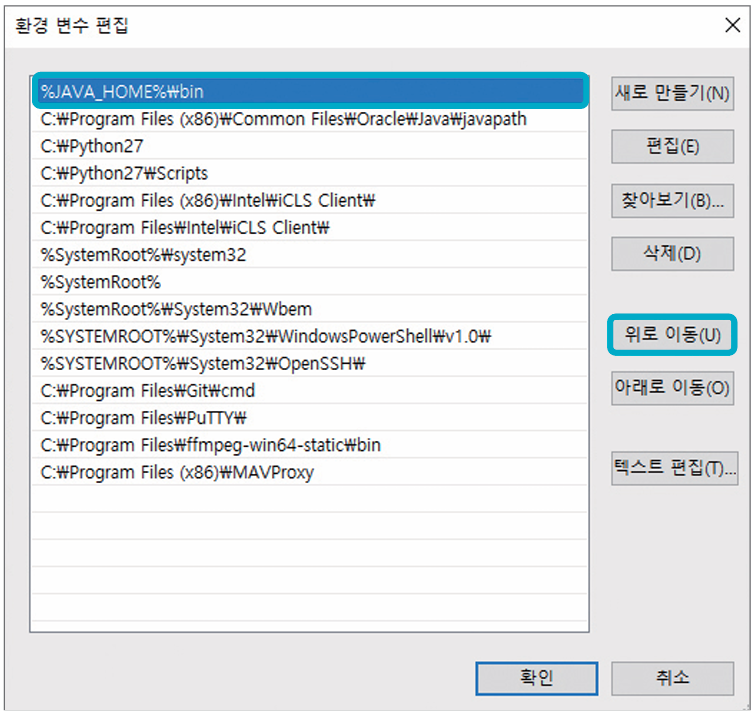 환경 변수 편집
%JAVA_HOME%₩bin
C:₩Program Files (x86)₩Common Files₩Oracle₩Java₩javapath
C:₩Python27
C:₩Python27₩Scripts
C:₩Program Files (x86)₩Intel₩iCLS Client₩
C:₩Program Files₩Intel₩iCLS Client₩
%SystemRoot%₩system32
%SystemRoot%
%SystemRoot%₩System32₩Wbem
%SYSTEMROOT%₩System32₩WindowsPowerShell₩v1.0₩
%SYSTEMROOT%₩System32₩OpenSSH₩
C:₩Program Files₩Git₩cmd
C:₩Program Files₩PuTTY₩
C:₩Program Files₩ffmpeg-win64-static₩bin
C:₩Program Files (x86)₩MAVProxy
새로 만들기(N)
편집(E)
찾아보기(B)...
삭제(D)
위로 이동(U)
아래로 이동(O)
텍스트 편집(T)...
확인
취소